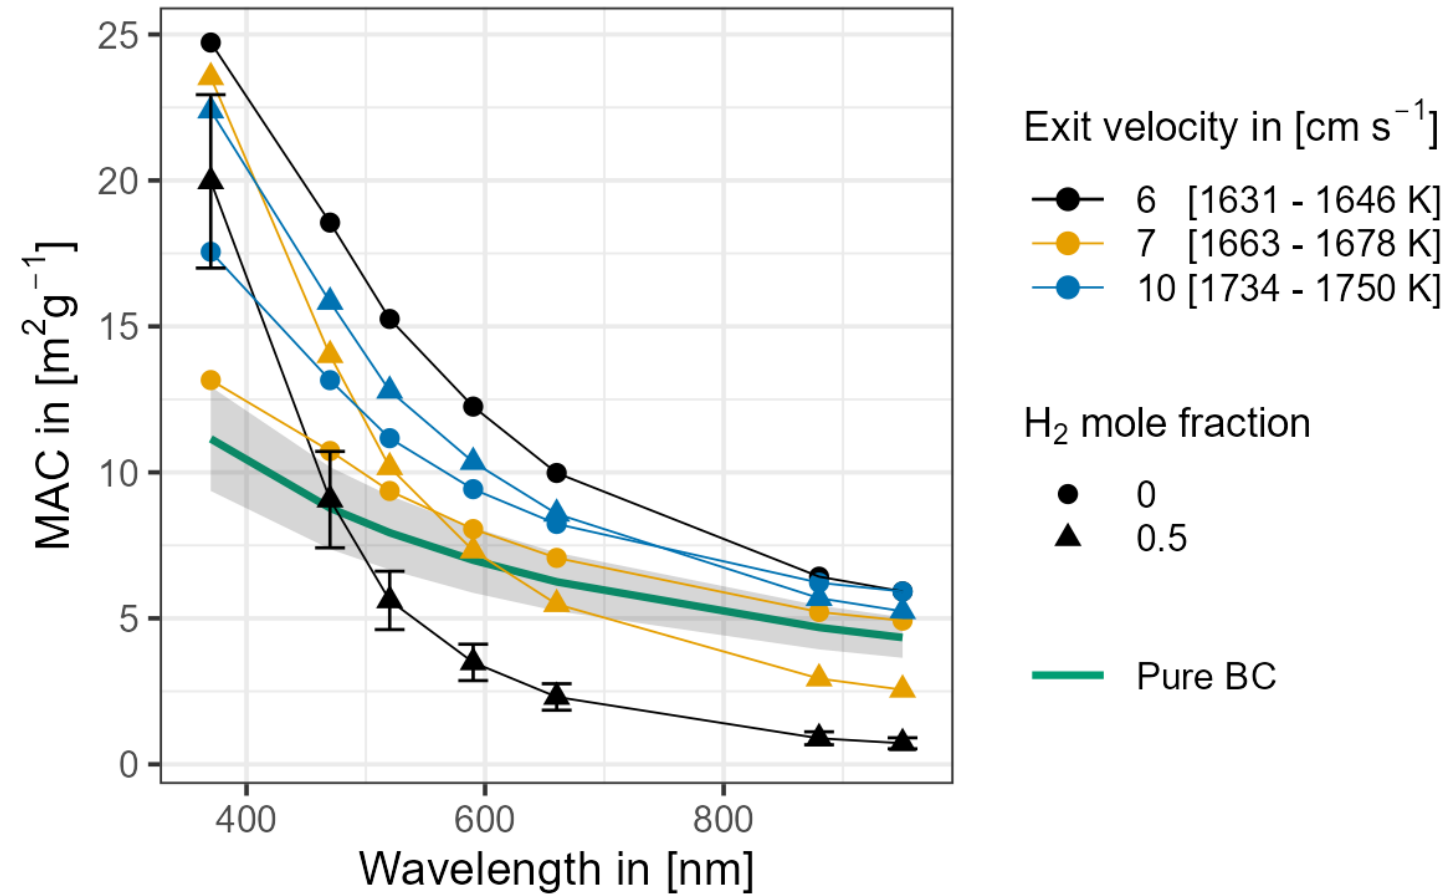 25
20
15
10
5
0
MAC in [m²g⁻¹]
400 600 800
Wavelength in [nm]
Exit velocity in [cm s⁻¹]
6 [1631 - 1646 K]
7 [1663 - 1678 K]
10 [1734 - 1750 K]
H₂ mole fraction
0
0.5
Pure BC